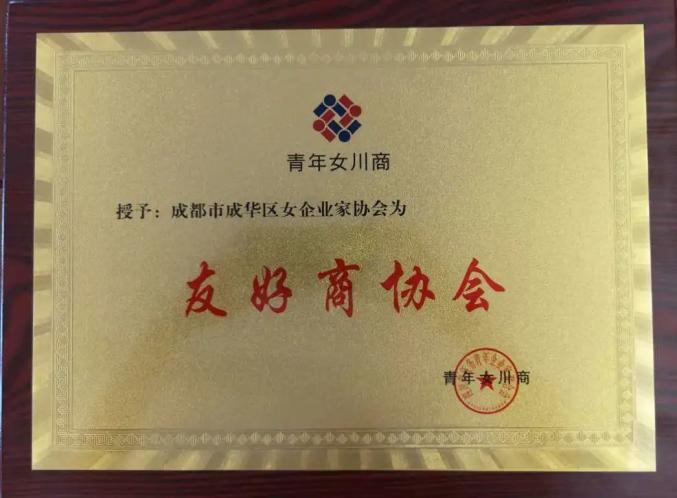 青年女川商
授予：成都市成华区女企业家协会为
友好商协会
青年女川商